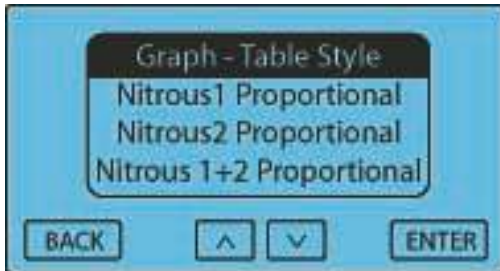 Graph - Table Style
Nitrous1 Proportional
Nitrous2 Proportional
Nitrous 1+2 Proportional
BACK
ENTER